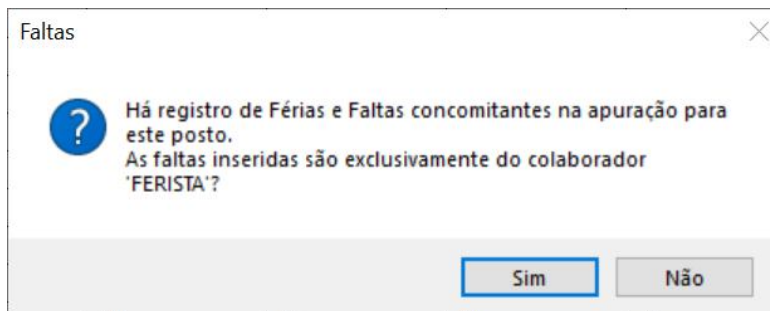 Faltas
Há registro de Férias e Faltas concomitantes na apuração para
este posto.
As faltas inseridas são exclusivamente do colaborador
'FERISTA'?
Sim
Não